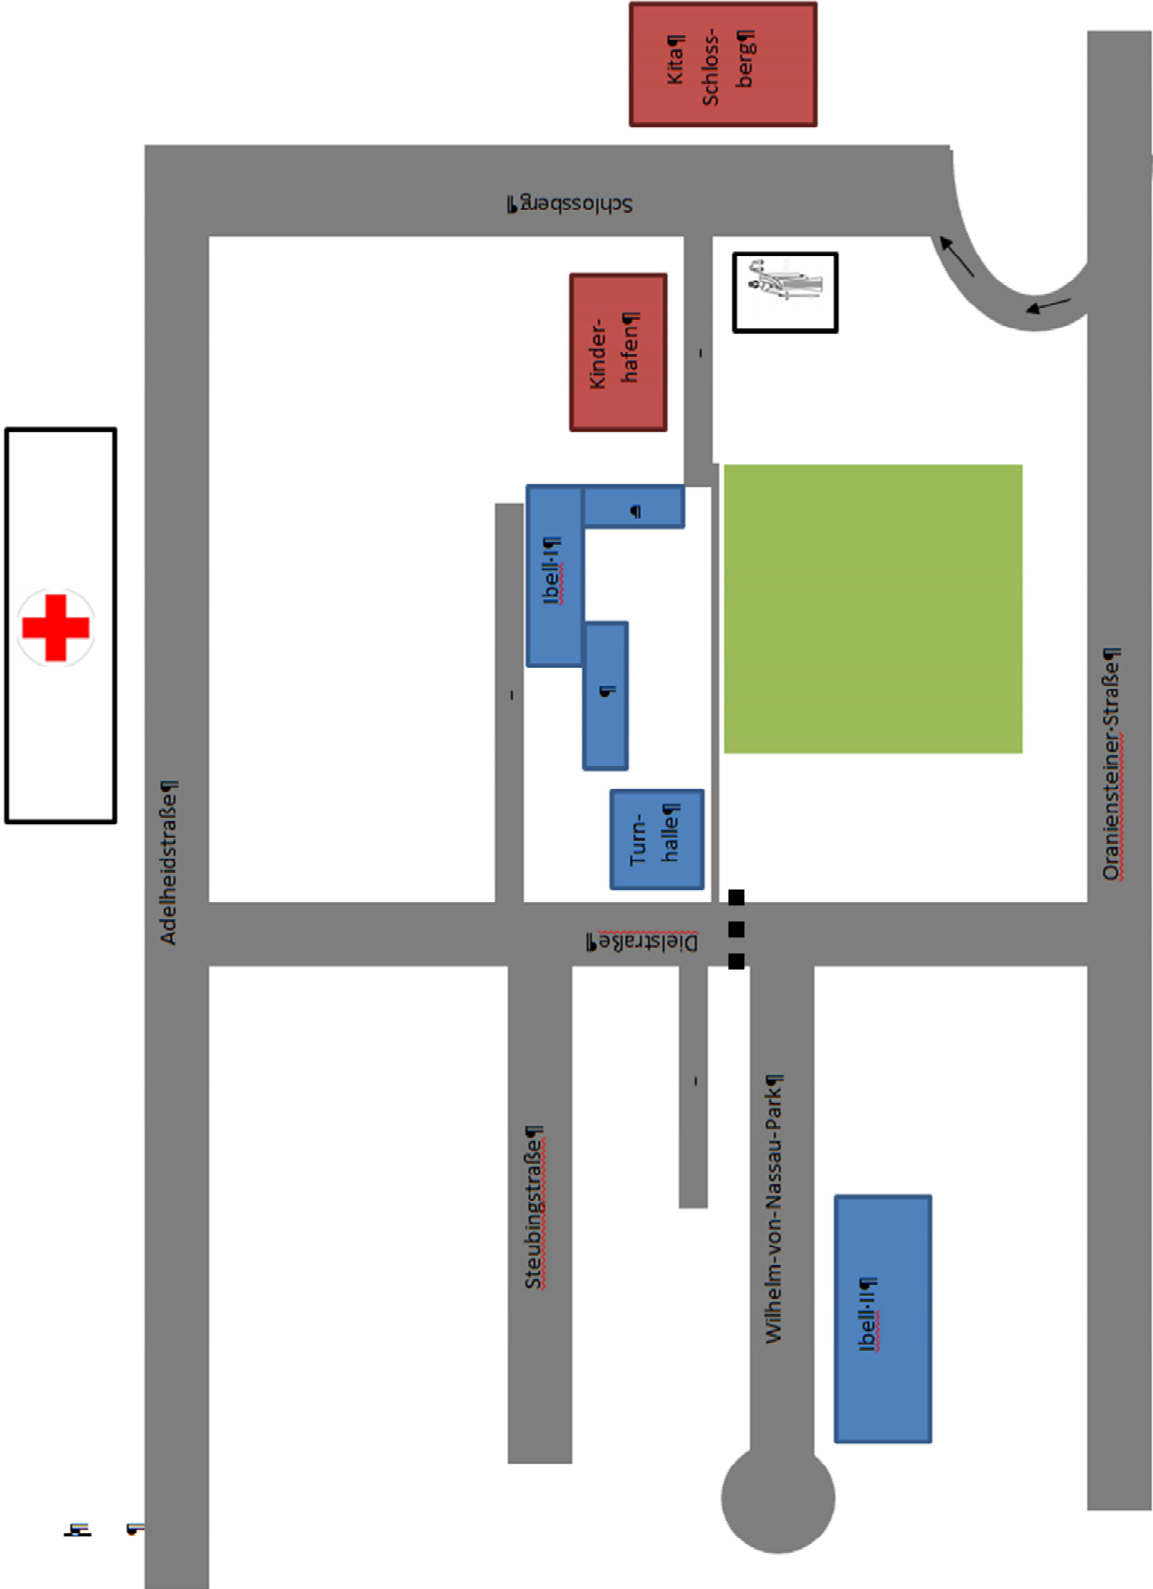 Kita¶
Schloss-
berg¶
Schlossberg¶
Kinder-
hafen¶
Ibell·I¶
¶
¶
Turn-
halle¶
Adelheidstraße¶
Oraniensteiner·Straße¶
Dielstraße¶
Steubingstraße¶
Wilhelm-von-Nassau-Park¶
Ibell·II¶
¶